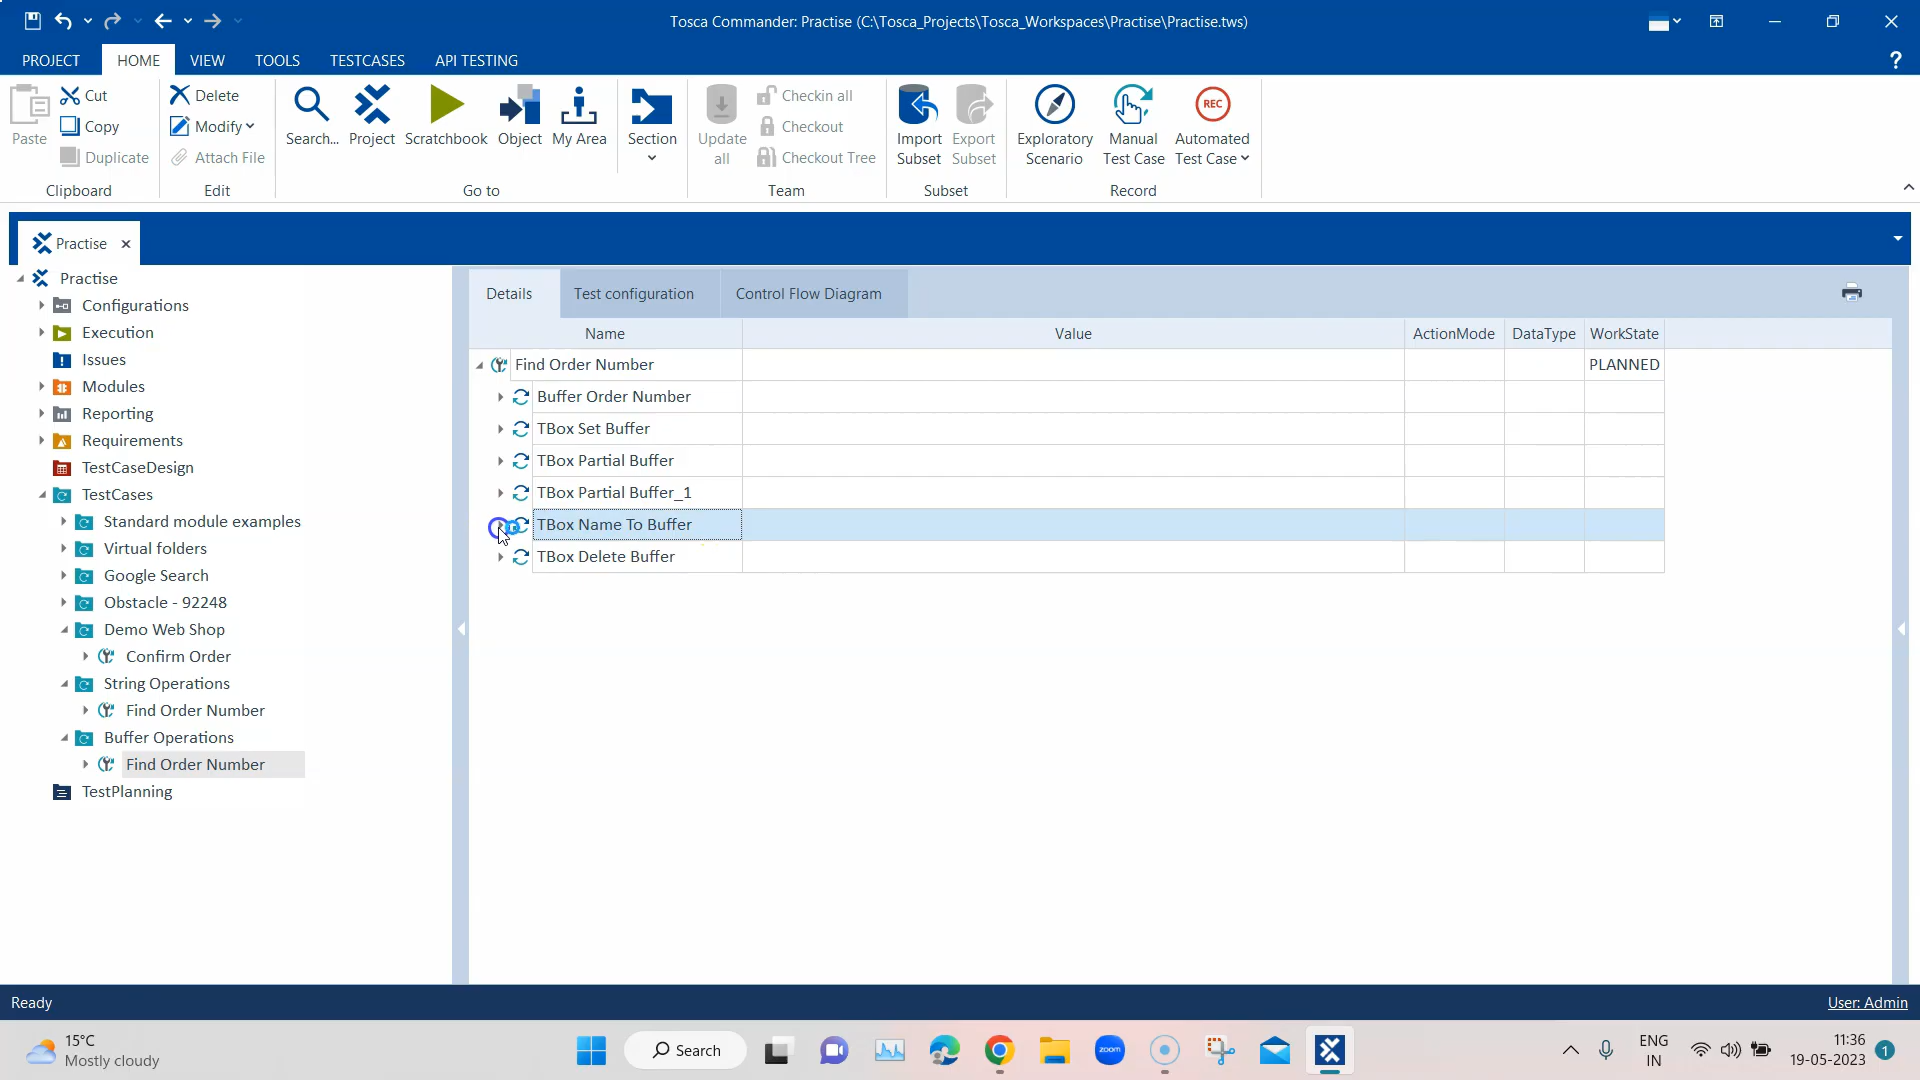 Tosca Commander: Practise (C:\Tosca_Projects\Tosca_Workspaces\Practise\Practise.tws)
PROJECT HOME VIEW TOOLS TESTCASES API TESTING ?
Paste Cut Copy Duplicate
Delete Modify Attach File
Search... Project Scratchbook Object My Area Section
Update all Checkin all Checkout Checkout Tree
Import Subset Export Subset
Exploratory Scenario Manual Test Case REC Automated Test Case
Clipboard Edit Go to Team Subset Record
Practise
Practise
Configurations
Execution
Issues
Modules
Reporting
Requirements
TestCaseDesign
TestCases
Standard module examples
Virtual folders
Google Search
Obstacle - 92248
Demo Web Shop
Confirm Order
String Operations
Find Order Number
Buffer Operations
Find Order Number
TestPlanning
Details Test configuration Control Flow Diagram
Name Value ActionMode DataType WorkState
Find Order Number PLANNED
Buffer Order Number
TBox Set Buffer
TBox Partial Buffer
TBox Partial Buffer_1
TBox Name To Buffer
TBox Delete Buffer
Ready User: Admin
15°C
Mostly cloudy
Search
zoom
ENG
IN
11:36
19-05-2023
1